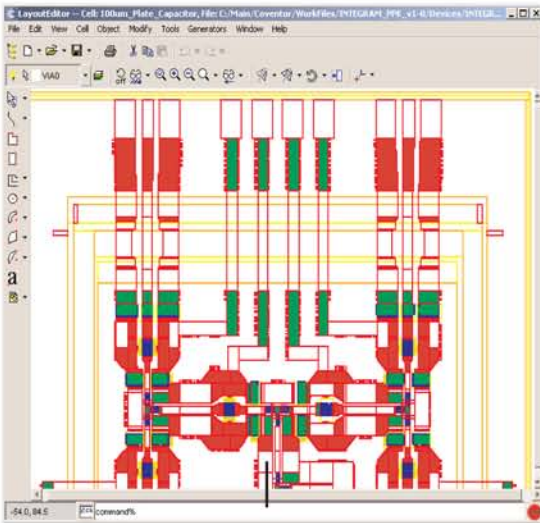 LayoutEditor -- Cell: 100um_Plate_Capacitor, File: C:/Main/Coventor/WorkFiles/INTEGRAM_PPK_v1-0/Devices/INTEGR...
File Edit View Cell Object Modify Tools Generators Window Help
VIA0
a
-54.0, 84.5
command%